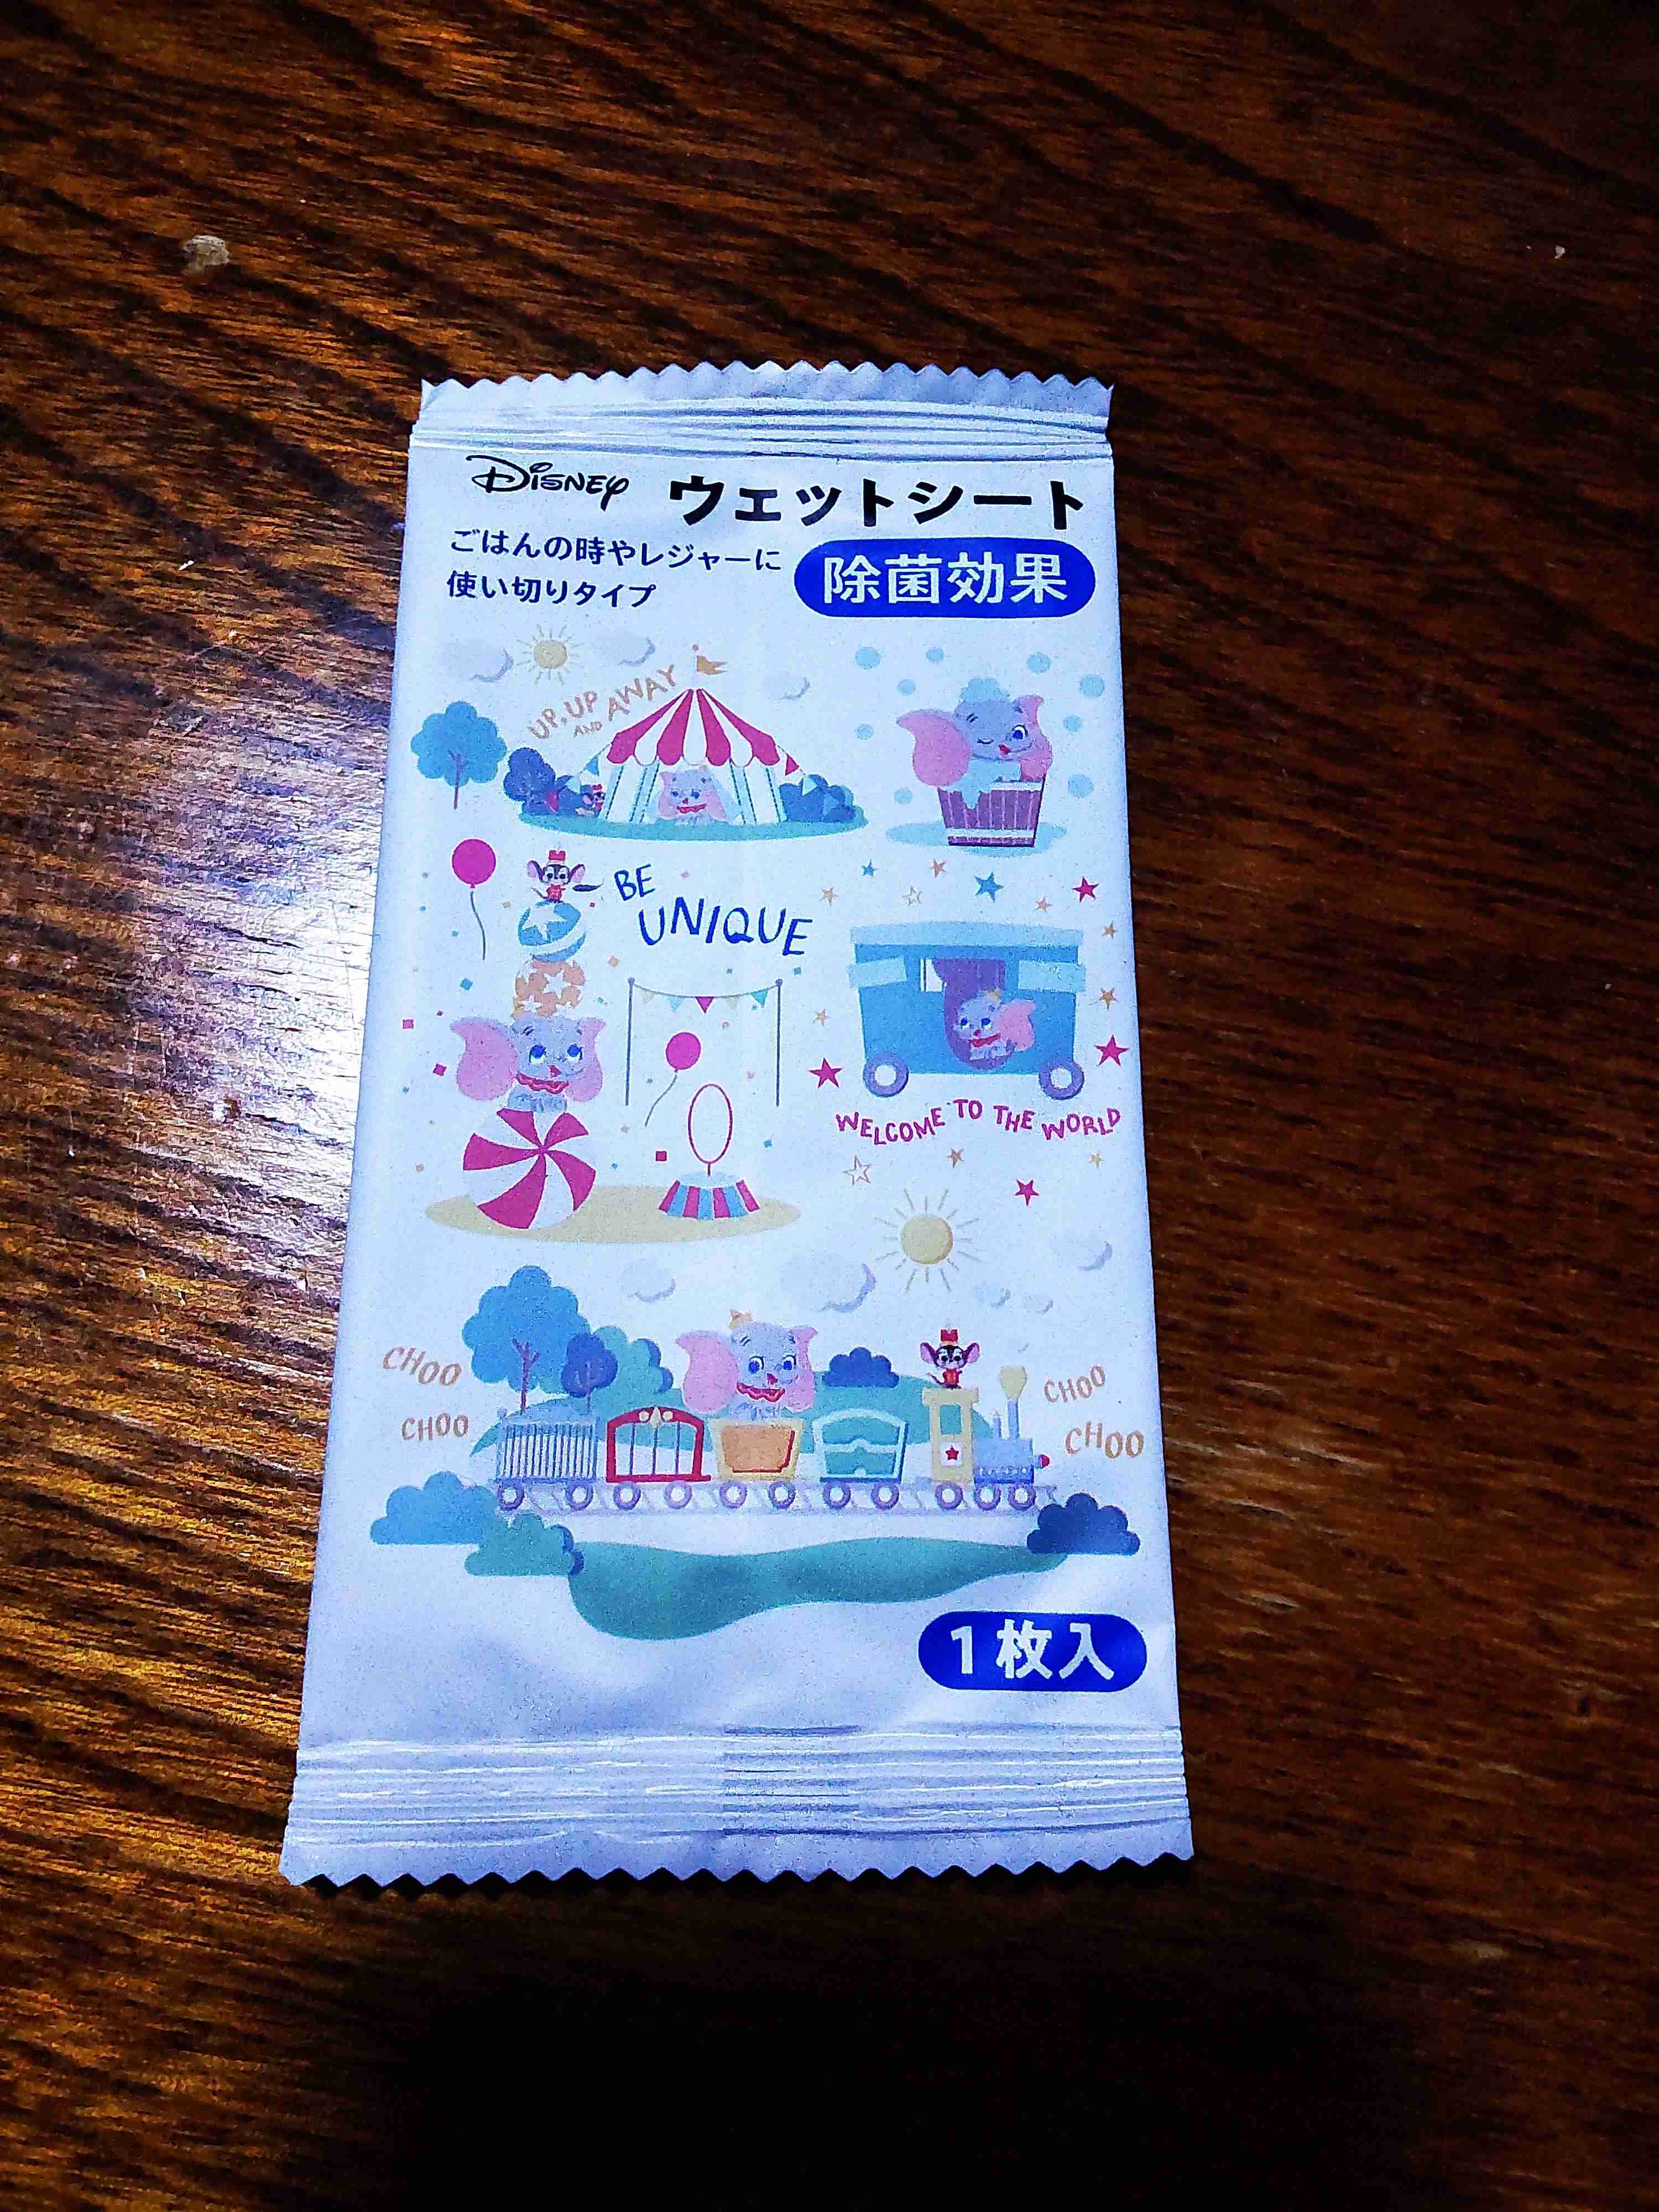 Disney ウェットシート
ごはんの時やレジャーに
使い切りタイプ
除菌効果
UP, UP
AND AWAY
BE
UNIQUE
WELCOME TO THE WORLD
CHOO
CHOO
CHOO
CHOO
1枚入